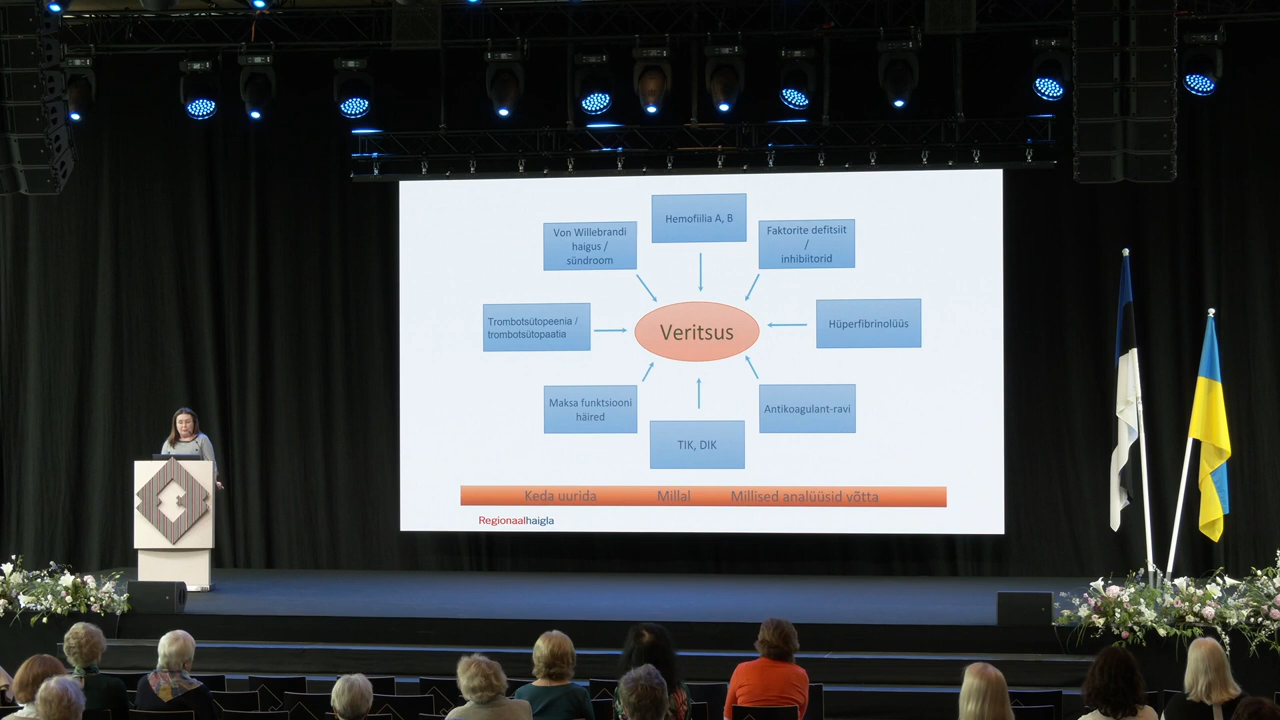 Hemofiilia A, B
Von Willebrandi
haigus /
sündroom
Faktorite defitsiit
/
inhibiitorid
Trombotsütopeenia /
trombotsütopaatia
Veritsus
Hüperfibrinolüüs
Maksa funktsiooni
häired
TIK, DIK
Antikoagulant-ravi
Keda uurida Millal Millised analüüsid võtta
Regionaalhaigla